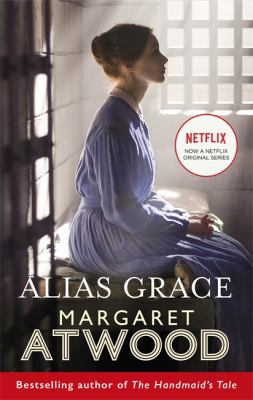 NETFLIX
NOW A NETFLIX
ORIGINAL SERIES
ALIAS GRACE
MARGARET
ATWOOD
Bestselling author of The Handmaid's Tale